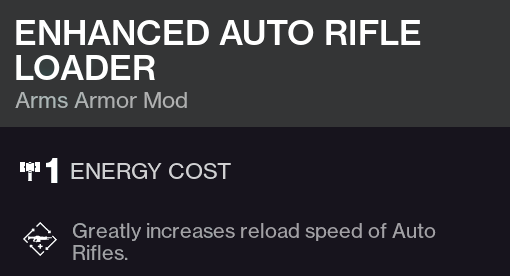 ENHANCED AUTO RIFLE
LOADER
Arms Armor Mod
1 ENERGY COST
Greatly increases reload speed of Auto
Rifles.